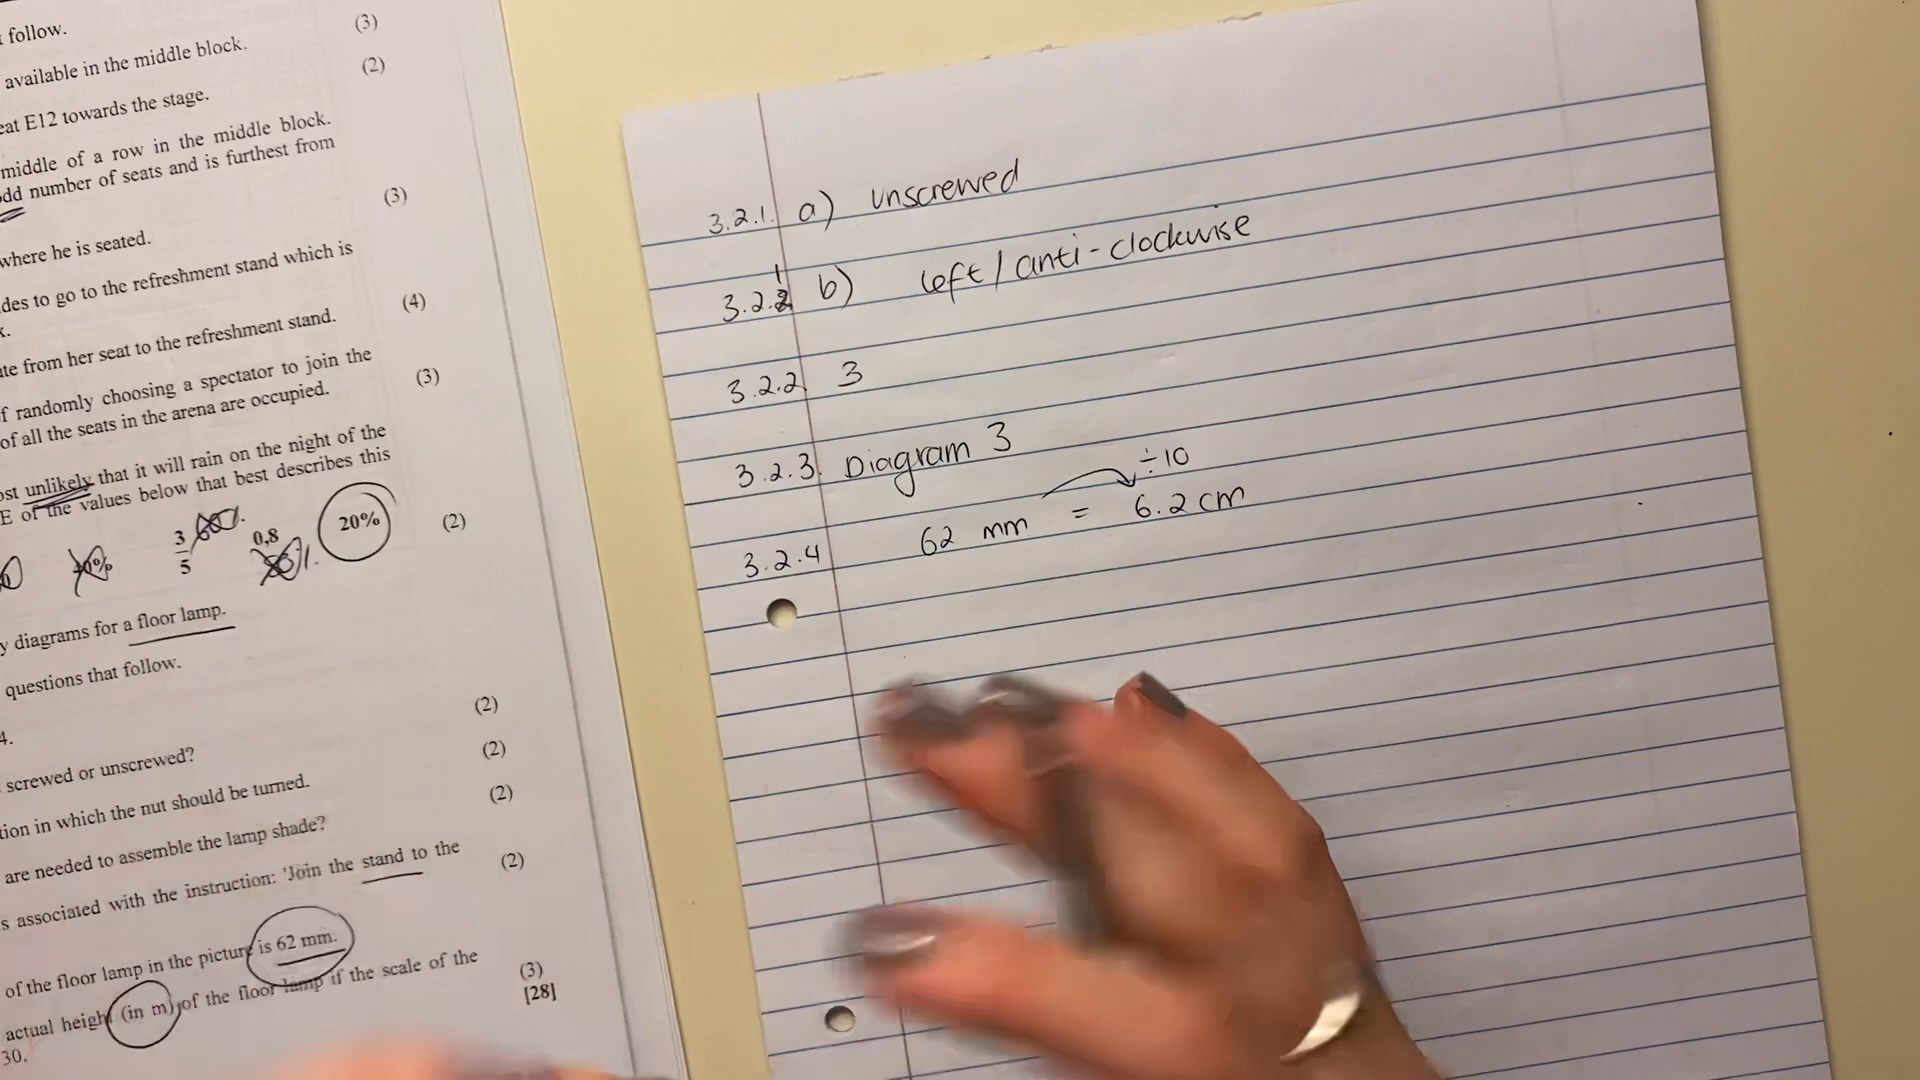 follow.
(3)
available in the middle block.
(2)
E12 towards the stage.
middle of a row in the middle block.
number of seats and is furthest from
(3)
where he is seated.
to go to the refreshment stand which is
(4)
from her seat to the refreshment stand.
randomly choosing a spectator to join the
of all the seats in the arena are occupied.
(3)
unlikely that it will rain on the night of the
E of the values below that best describes this
3/5 0,8 20%
(2)
diagrams for a floor lamp.
questions that follow.
(2)
4.
screwed or unscrewed?
(2)
in which the nut should be turned.
(2)
are needed to assemble the lamp shade?
associated with the instruction: 'Join the stand to the
(2)
of the floor lamp in the picture is 62 mm.
actual height (in m) of the floor lamp if the scale of the
(3)
30.
[28]
3.2.1. a) unscrewed
3.2.1 b) left / anti-clockwise
3.2.2 3
3.2.3. Diagram 3
÷10
3.2.4 62 mm = 6.2 cm